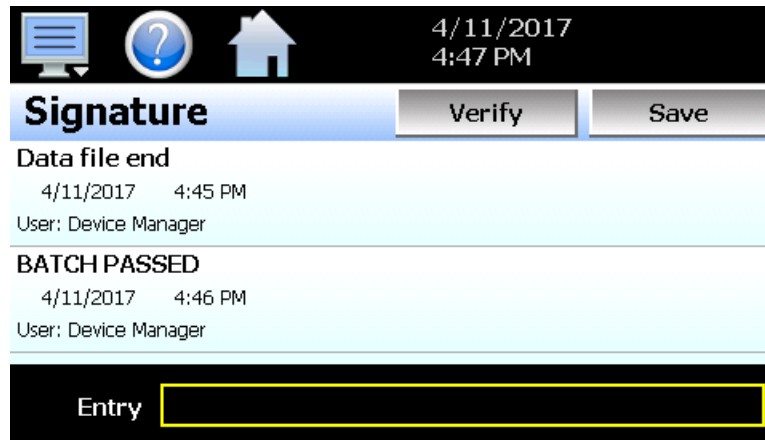 ?
4/11/2017
4:47 PM
Signature Verify Save
Data file end
4/11/2017 4:45 PM
User: Device Manager
BATCH PASSED
4/11/2017 4:46 PM
User: Device Manager
Entry